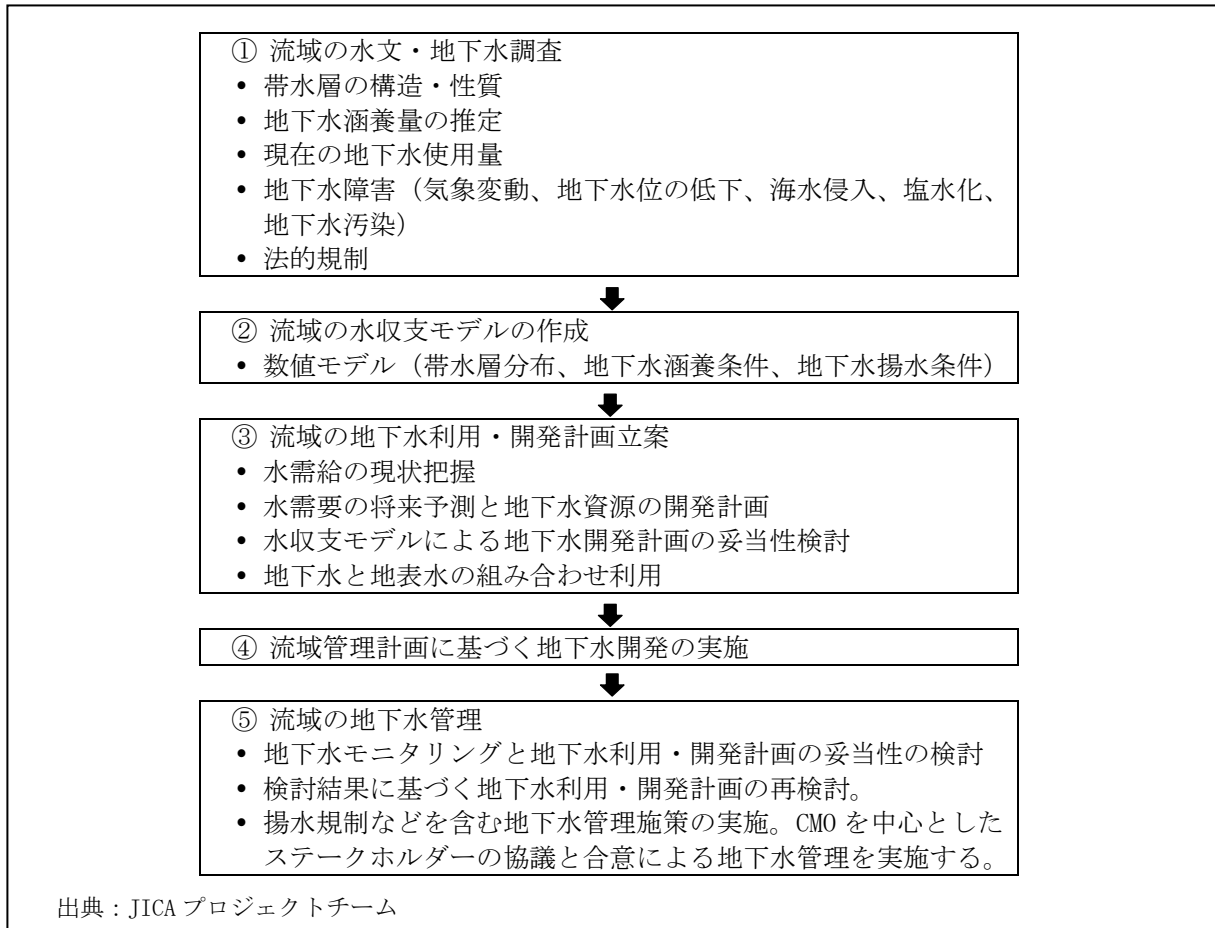 ① 流域の水文・地下水調査
• 帯水層の構造・性質
• 地下水涵養量の推定
• 現在の地下水使用量
• 地下水障害（気象変動、地下水位の低下、海水侵入、塩水化、
地下水汚染）
• 法的規制
② 流域の水収支モデルの作成
• 数値モデル（帯水層分布、地下水涵養条件、地下水揚水条件）
③ 流域の地下水利用・開発計画立案
• 水需給の現状把握
• 水需要の将来予測と地下水資源の開発計画
• 水収支モデルによる地下水開発計画の妥当性検討
• 地下水と地表水の組み合わせ利用
④ 流域管理計画に基づく地下水開発の実施
⑤ 流域の地下水管理
• 地下水モニタリングと地下水利用・開発計画の妥当性の検討
• 検討結果に基づく地下水利用・開発計画の再検討。
• 揚水規制などを含む地下水管理施策の実施。CMO を中心とした
ステークホルダーの協議と合意による地下水管理を実施する。
出典：JICA プロジェクトチーム